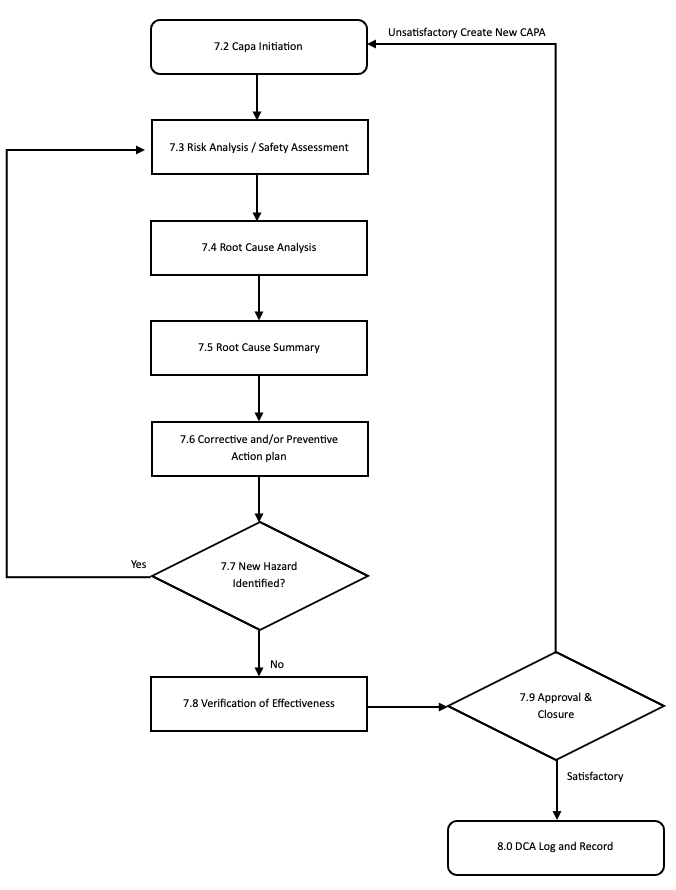 Unsatisfactory Create New CAPA
7.2 Capa Initiation
7.3 Risk Analysis / Safety Assessment
7.4 Root Cause Analysis
7.5 Root Cause Summary
7.6 Corrective and/or Preventive
Action plan
Yes
7.7 New Hazard
Identified?
No
7.8 Verification of Effectiveness
7.9 Approval &
Closure
Satisfactory
8.0 DCA Log and Record